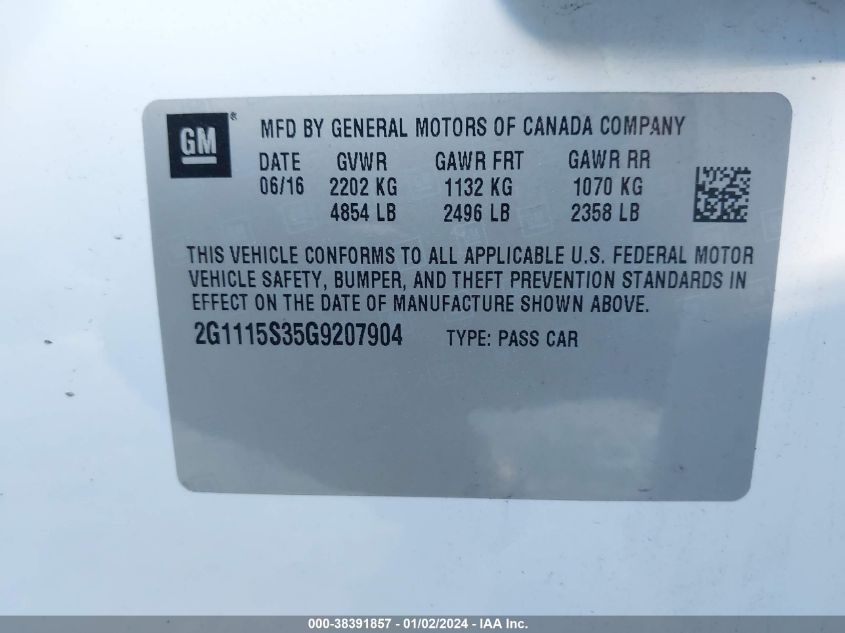 GM ® MFD BY GENERAL MOTORS OF CANADA COMPANY
DATE GVWR GAWR FRT GAWR RR
06/16 2202 KG 1132 KG 1070 KG
4854 LB 2496 LB 2358 LB
THIS VEHICLE CONFORMS TO ALL APPLICABLE U.S. FEDERAL MOTOR
VEHICLE SAFETY, BUMPER, AND THEFT PREVENTION STANDARDS IN
EFFECT ON THE DATE OF MANUFACTURE SHOWN ABOVE.
2G1115S35G9207904 TYPE: PASS CAR
000-38391857 - 01/02/2024 - IAA Inc.